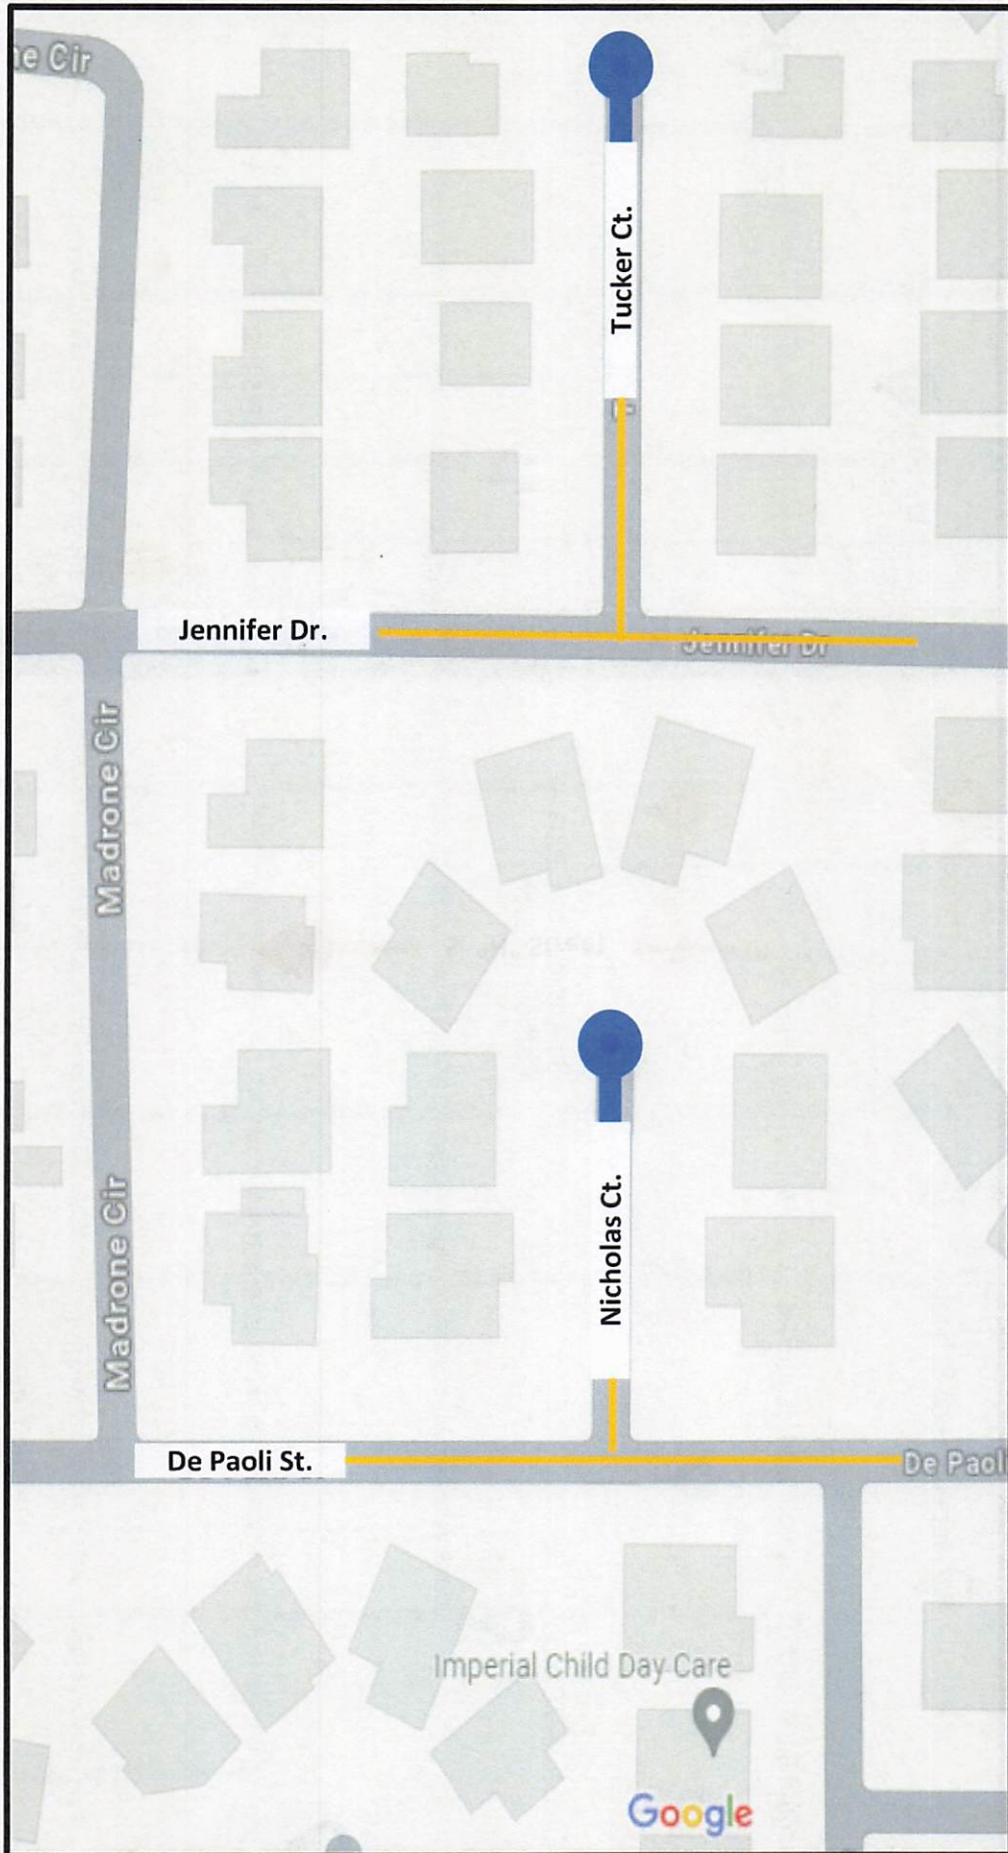 ne Cir
Tucker Ct.
Jennifer Dr.
Jennifer Dr
Madrone Cir
Nicholas Ct.
Madrone Cir
De Paoli St.
De Paol
Imperial Child Day Care
Google